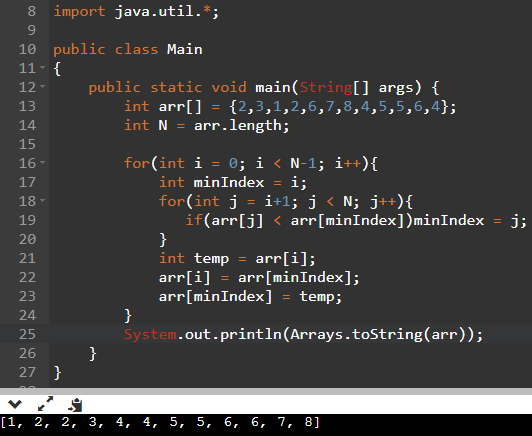 8 import java.util.*;
9
10 public class Main
11 {
12     public static void main(String[] args) {
13         int arr[] = {2,3,1,2,6,7,8,4,5,5,6,4};
14         int N = arr.length;
15
16         for(int i = 0; i < N-1; i++){
17             int minIndex = i;
18             for(int j = i+1; j < N; j++){
19                if(arr[j] < arr[minIndex])minIndex = j;
20             }
21             int temp = arr[i];
22             arr[i] = arr[minIndex];
23             arr[minIndex] = temp;
24         }
25         System.out.println(Arrays.toString(arr));
26     }
27 }
[1, 2, 2, 3, 4, 4, 5, 5, 6, 6, 7, 8]